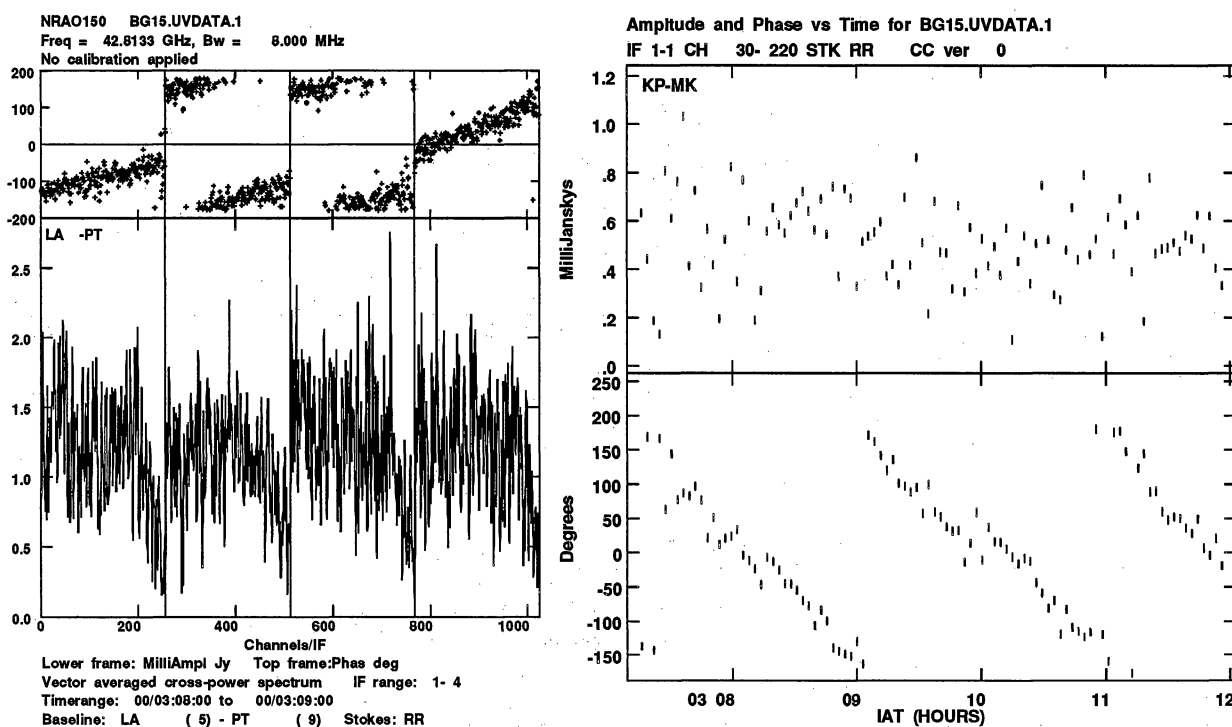 NRAO150 BG15.UVDATA.1
Freq = 42.8133 GHz, Bw = 8.000 MHz
No calibration applied
200
100
0
-100
-200
LA -PT
2.5
2.0
1.5
1.0
0.5
0.0
0 200 400 600 800 1000
Channels/IF
Lower frame: MilliAmpl Jy Top frame:Phas deg
Vector averaged cross-power spectrum IF range: 1- 4
Timerange: 00/03:08:00 to 00/03:09:00
Baseline: LA ( 5) - PT ( 9) Stokes: RR
Amplitude and Phase vs Time for BG15.UVDATA.1
IF 1-1 CH 30- 220 STK RR CC ver 0
KP-MK
1.2
1.0
.8
.6
.4
.2
.0
MilliJanskys
250
200
150
100
50
0
-50
-100
-150
Degrees
03 08 09 10 11 12
IAT (HOURS)